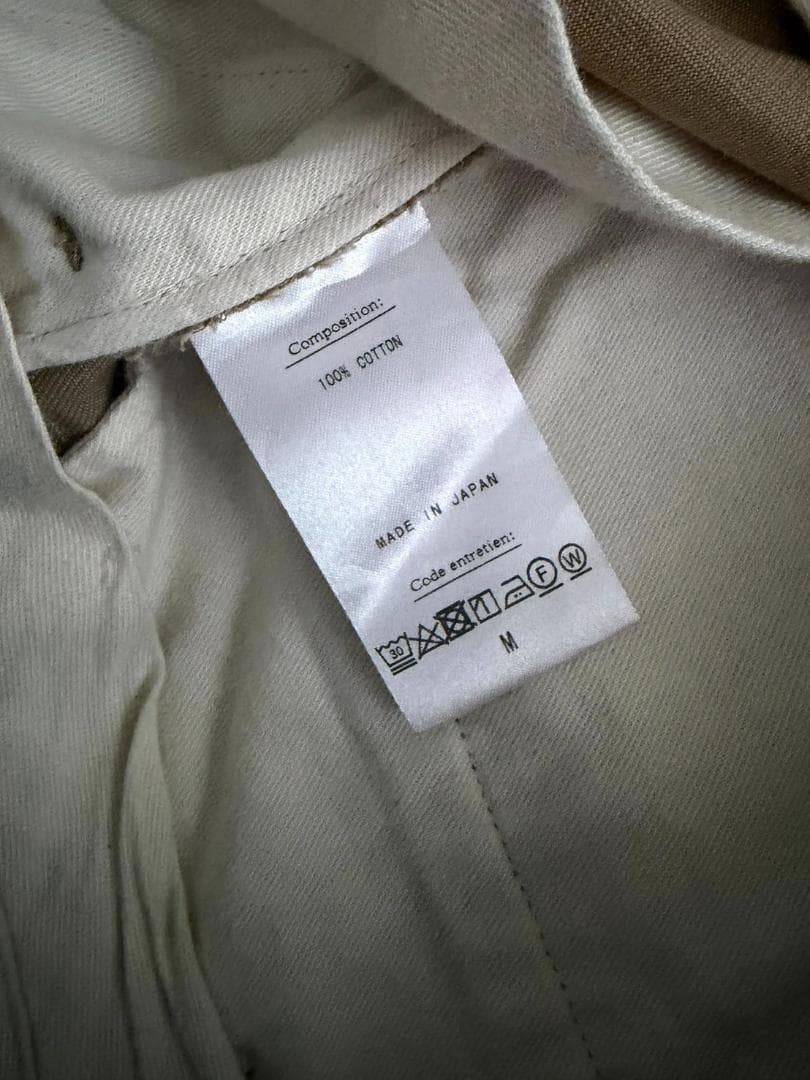 Composition:
100% COTTON
MADE IN JAPAN
Code entretien:
30 F W
M